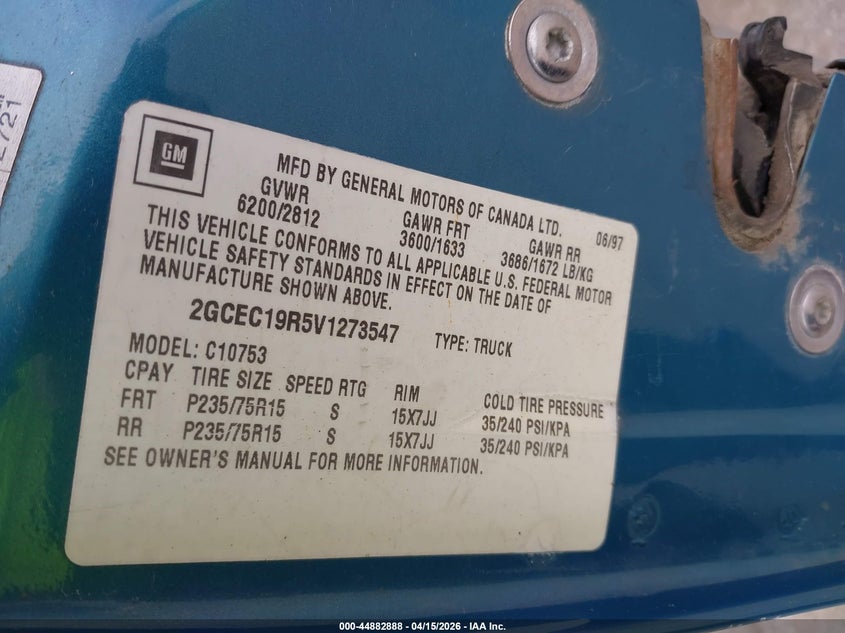 2/21
GM
MFD BY GENERAL MOTORS OF CANADA LTD. 06/97
GVWR GAWR FRT GAWR RR
6200/2812 3600/1633 3686/1672 LB/KG
THIS VEHICLE CONFORMS TO ALL APPLICABLE U.S. FEDERAL MOTOR
VEHICLE SAFETY STANDARDS IN EFFECT ON THE DATE OF
MANUFACTURE SHOWN ABOVE.
2GCEC19R5V1273547 TYPE: TRUCK
MODEL: C10753
CPAY TIRE SIZE SPEED RTG RIM COLD TIRE PRESSURE
FRT P235/75R15 S 15X7JJ 35/240 PSI/KPA
RR P235/75R15 S 15X7JJ 35/240 PSI/KPA
SEE OWNER'S MANUAL FOR MORE INFORMATION.
000-44882888 - 04/15/2026 - IAA Inc.